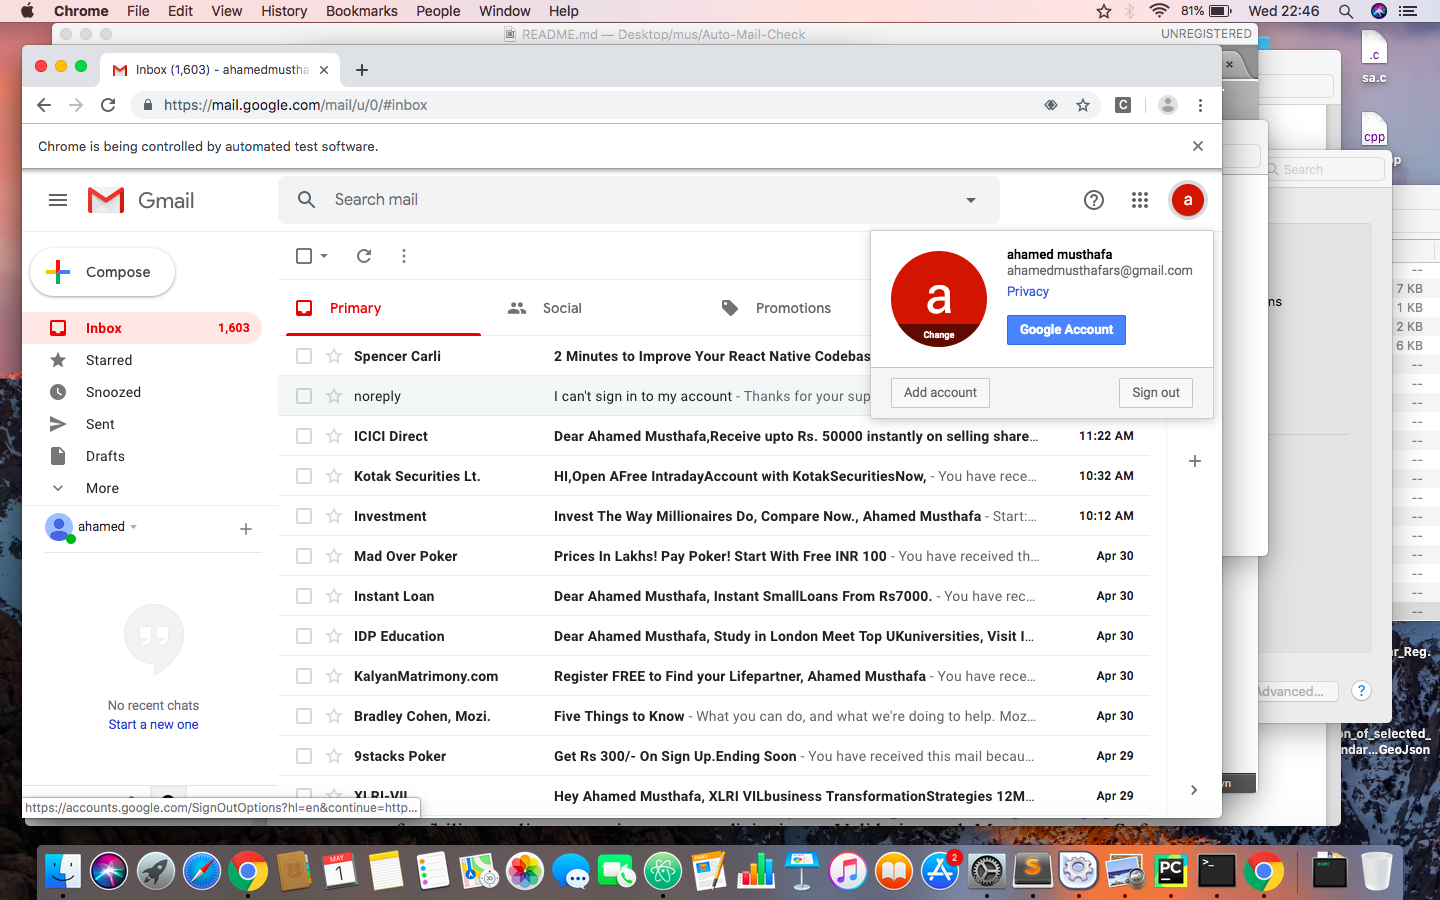 Chrome File Edit View History Bookmarks People Window Help 81% Wed 22:46
README.md — Desktop/mus/Auto-Mail-Check UNREGISTERED
Inbox (1,603) - ahamedmustha
https://mail.google.com/mail/u/0/#inbox
C
Chrome is being controlled by automated test software.
Gmail
Search mail
a
Compose
ahamed musthafa
ahamedmusthafars@gmail.com
Privacy
Google Account
a
Change
Add account
Sign out
Primary
Social
Promotions
Inbox 1,603
Starred
Snoozed
Sent
Drafts
More
ahamed
No recent chats
Start a new one
Spencer Carli 2 Minutes to Improve Your React Native Codebas
noreply I can't sign in to my account - Thanks for your sup
ICICI Direct Dear Ahamed Musthafa,Receive upto Rs. 50000 instantly on selling share… 11:22 AM
Kotak Securities Lt. HI,Open AFree IntradayAccount with KotakSecuritiesNow, - You have rece… 10:32 AM
Investment Invest The Way Millionaires Do, Compare Now., Ahamed Musthafa - Start:… 10:12 AM
Mad Over Poker Prices In Lakhs! Pay Poker! Start With Free INR 100 - You have received th… Apr 30
Instant Loan Dear Ahamed Musthafa, Instant SmallLoans From Rs7000. - You have rec… Apr 30
IDP Education Dear Ahamed Musthafa, Study in London Meet Top UKuniversities, Visit I… Apr 30
KalyanMatrimony.com Register FREE to Find your Lifepartner, Ahamed Musthafa - You have rece… Apr 30
Bradley Cohen, Mozi. Five Things to Know - What you can do, and what we're doing to help. Moz… Apr 30
9stacks Poker Get Rs 300/- On Sign Up.Ending Soon - You have received this mail becau… Apr 29
XLRI-VIL Hey Ahamed Musthafa, XLRI VILbusiness TransformationStrategies 12M… Apr 29
https://accounts.google.com/SignOutOptions?hl=en&continue=http…
.c
sa.c
cpp
p
Search
ns
--
7 KB
1 KB
2 KB
6 KB
--
--
--
--
--
--
--
--
--
--
--
--
--
--
ar_Reg.
Advanced...
?
on_of_selected_
ndar...GeoJson
wn
MAY
1
2
S
PC
>_
exec